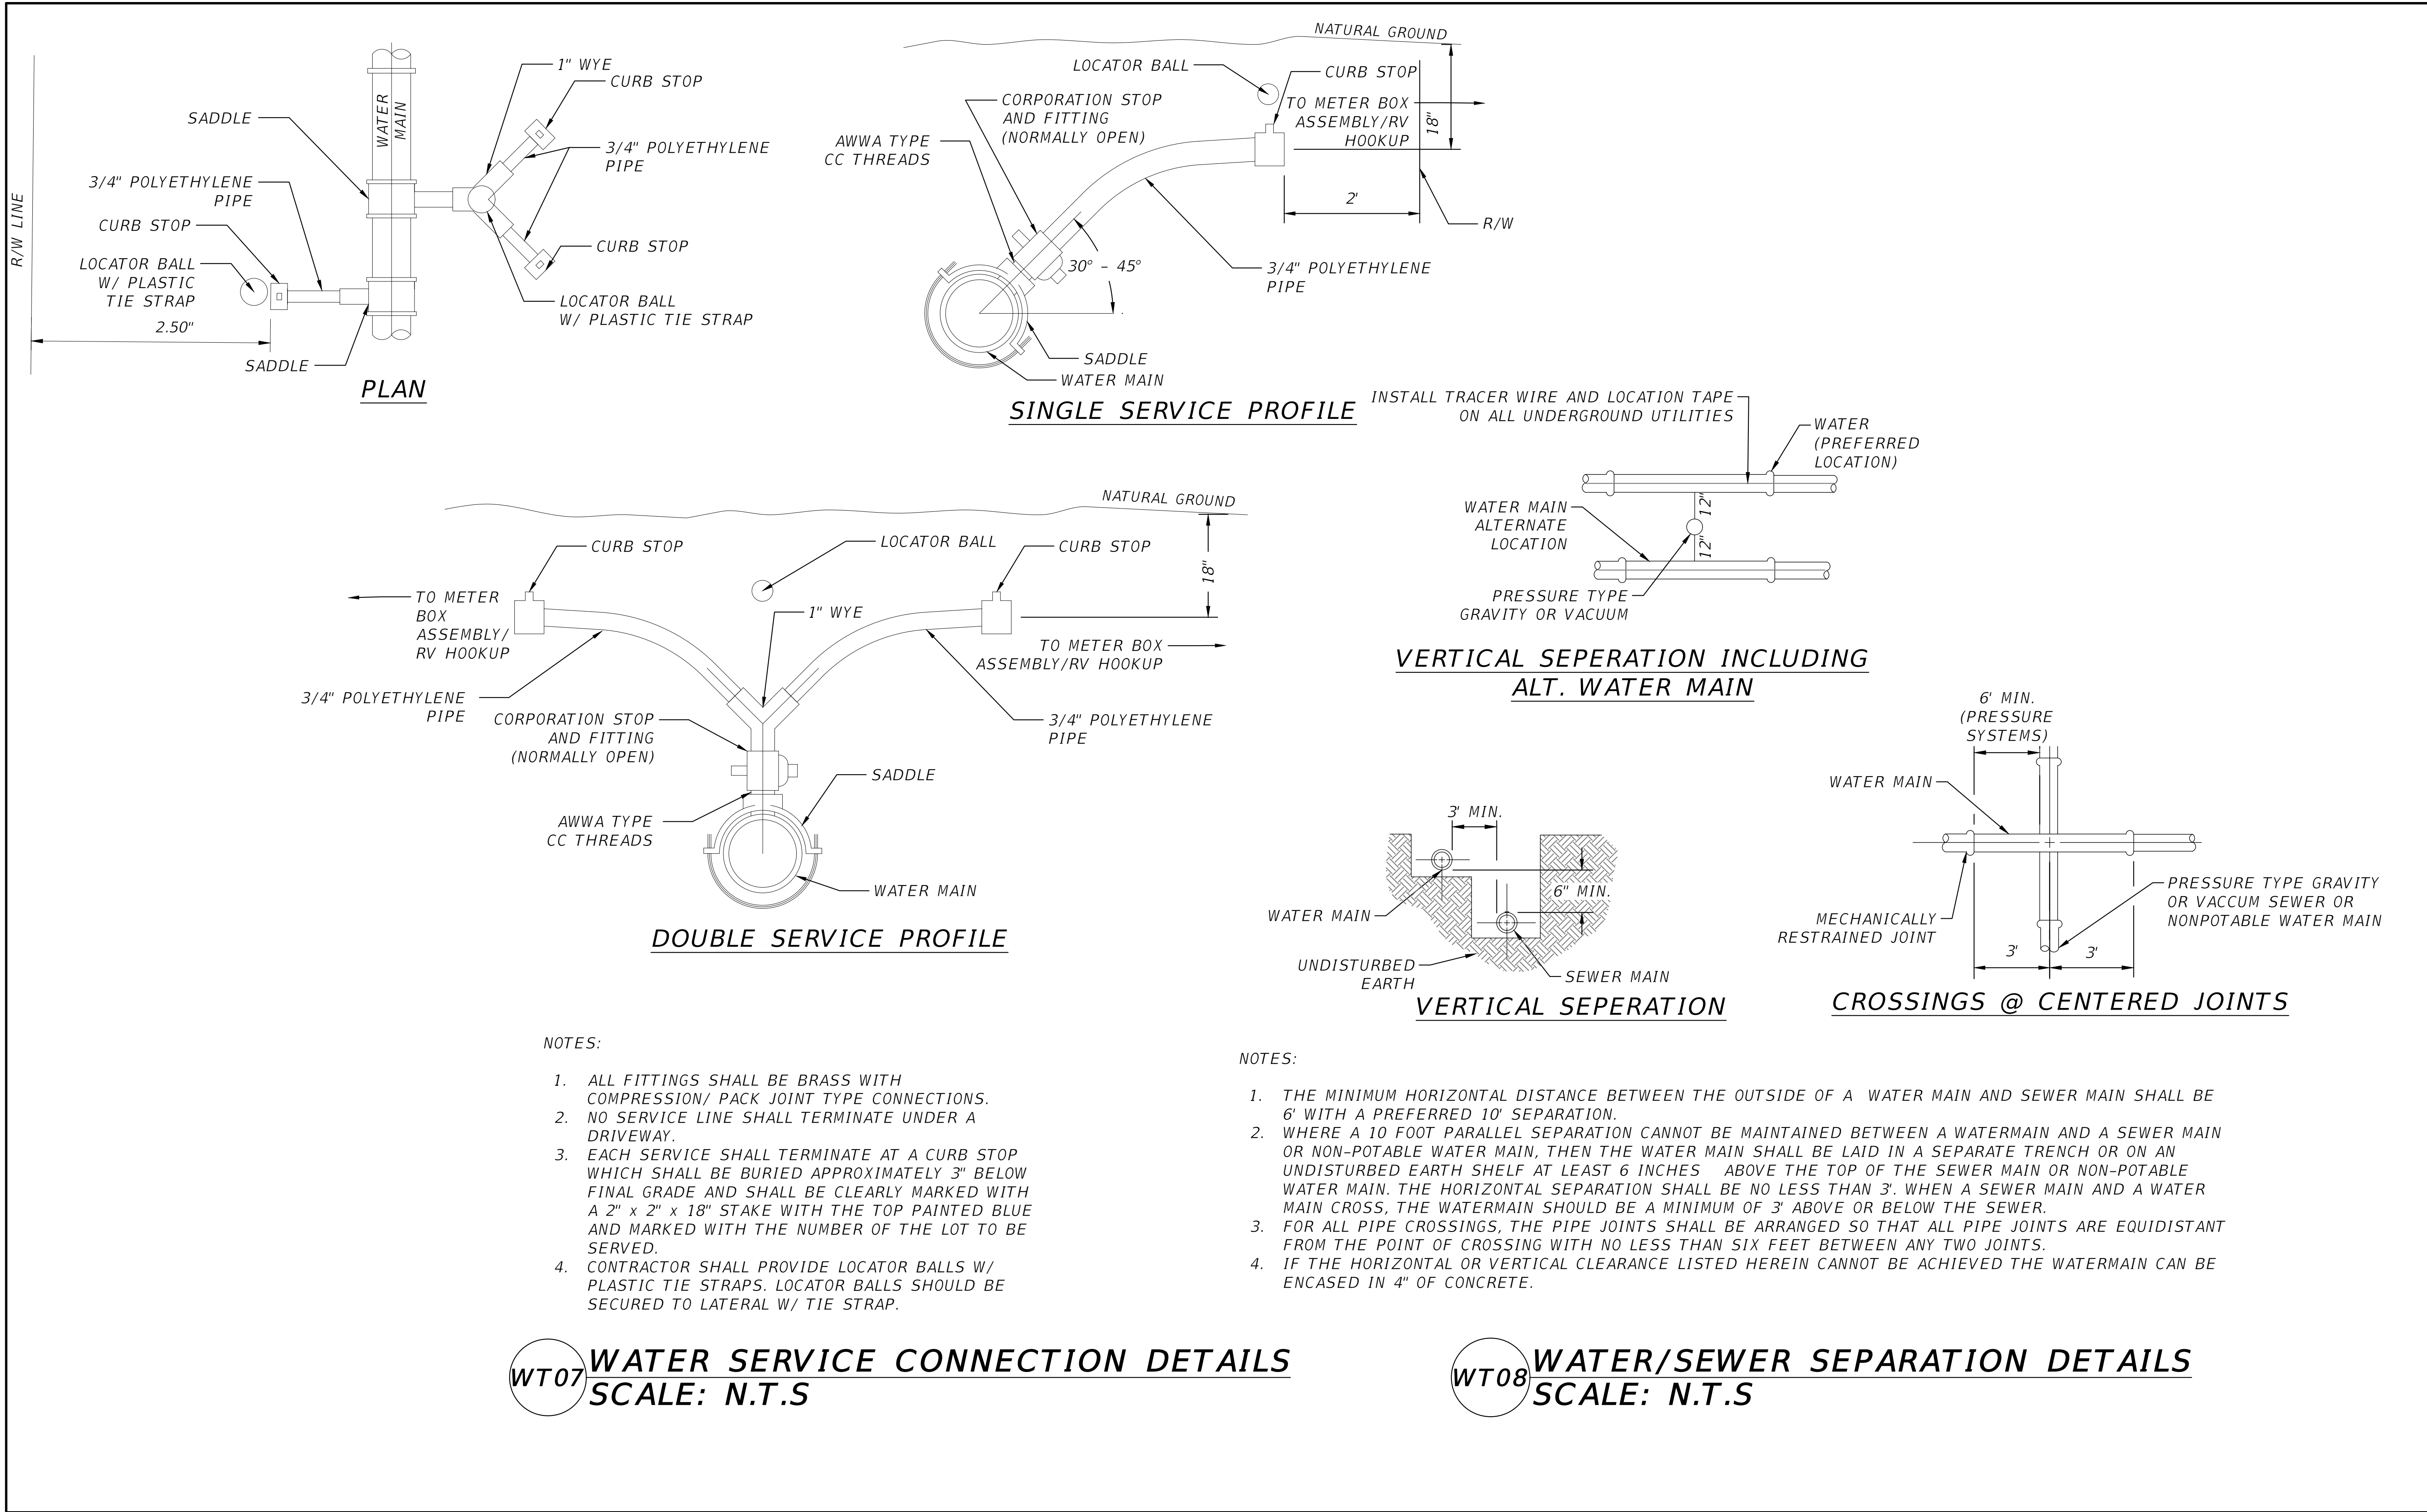 R/W LINE
SADDLE
WATER
MAIN
1" WYE
CURB STOP
3/4" POLYETHYLENE
PIPE
3/4" POLYETHYLENE
PIPE
CURB STOP
CURB STOP
LOCATOR BALL
W/ PLASTIC
TIE STRAP
LOCATOR BALL
W/ PLASTIC TIE STRAP
2.50"
SADDLE
PLAN
NATURAL GROUND
LOCATOR BALL
CURB STOP
CORPORATION STOP
AND FITTING
(NORMALLY OPEN)
TO METER BOX
ASSEMBLY/RV
HOOKUP
18"
AWWA TYPE
CC THREADS
2'
R/W
30° - 45°
3/4" POLYETHYLENE
PIPE
SADDLE
WATER MAIN
SINGLE SERVICE PROFILE
INSTALL TRACER WIRE AND LOCATION TAPE
ON ALL UNDERGROUND UTILITIES
WATER
(PREFERRED
LOCATION)
WATER MAIN
ALTERNATE
LOCATION
12"
12"
PRESSURE TYPE
GRAVITY OR VACUUM
VERTICAL SEPERATION INCLUDING
ALT. WATER MAIN
NATURAL GROUND
CURB STOP
LOCATOR BALL
CURB STOP
18"
TO METER
BOX
ASSEMBLY/
RV HOOKUP
1" WYE
TO METER BOX
ASSEMBLY/RV HOOKUP
3/4" POLYETHYLENE
PIPE
CORPORATION STOP
AND FITTING
(NORMALLY OPEN)
3/4" POLYETHYLENE
PIPE
SADDLE
AWWA TYPE
CC THREADS
WATER MAIN
DOUBLE SERVICE PROFILE
3' MIN.
6" MIN.
WATER MAIN
UNDISTURBED
EARTH
SEWER MAIN
VERTICAL SEPERATION
6' MIN.
(PRESSURE
SYSTEMS)
WATER MAIN
MECHANICALLY
RESTRAINED JOINT
PRESSURE TYPE GRAVITY
OR VACCUM SEWER OR
NONPOTABLE WATER MAIN
3'
3'
CROSSINGS @ CENTERED JOINTS
NOTES:
1. ALL FITTINGS SHALL BE BRASS WITH
COMPRESSION/ PACK JOINT TYPE CONNECTIONS.
2. NO SERVICE LINE SHALL TERMINATE UNDER A
DRIVEWAY.
3. EACH SERVICE SHALL TERMINATE AT A CURB STOP
WHICH SHALL BE BURIED APPROXIMATELY 3" BELOW
FINAL GRADE AND SHALL BE CLEARLY MARKED WITH
A 2" x 2" x 18" STAKE WITH THE TOP PAINTED BLUE
AND MARKED WITH THE NUMBER OF THE LOT TO BE
SERVED.
4. CONTRACTOR SHALL PROVIDE LOCATOR BALLS W/
PLASTIC TIE STRAPS. LOCATOR BALLS SHOULD BE
SECURED TO LATERAL W/ TIE STRAP.
NOTES:
1. THE MINIMUM HORIZONTAL DISTANCE BETWEEN THE OUTSIDE OF A WATER MAIN AND SEWER MAIN SHALL BE
6' WITH A PREFERRED 10' SEPARATION.
2. WHERE A 10 FOOT PARALLEL SEPARATION CANNOT BE MAINTAINED BETWEEN A WATERMAIN AND A SEWER MAIN
OR NON-POTABLE WATER MAIN, THEN THE WATER MAIN SHALL BE LAID IN A SEPARATE TRENCH OR ON AN
UNDISTURBED EARTH SHELF AT LEAST 6 INCHES ABOVE THE TOP OF THE SEWER MAIN OR NON-POTABLE
WATER MAIN. THE HORIZONTAL SEPARATION SHALL BE NO LESS THAN 3'. WHEN A SEWER MAIN AND A WATER
MAIN CROSS, THE WATERMAIN SHOULD BE A MINIMUM OF 3' ABOVE OR BELOW THE SEWER.
3. FOR ALL PIPE CROSSINGS, THE PIPE JOINTS SHALL BE ARRANGED SO THAT ALL PIPE JOINTS ARE EQUIDISTANT
FROM THE POINT OF CROSSING WITH NO LESS THAN SIX FEET BETWEEN ANY TWO JOINTS.
4. IF THE HORIZONTAL OR VERTICAL CLEARANCE LISTED HEREIN CANNOT BE ACHIEVED THE WATERMAIN CAN BE
ENCASED IN 4" OF CONCRETE.
WT07 WATER SERVICE CONNECTION DETAILS
SCALE: N.T.S
WT08 WATER/SEWER SEPARATION DETAILS
SCALE: N.T.S